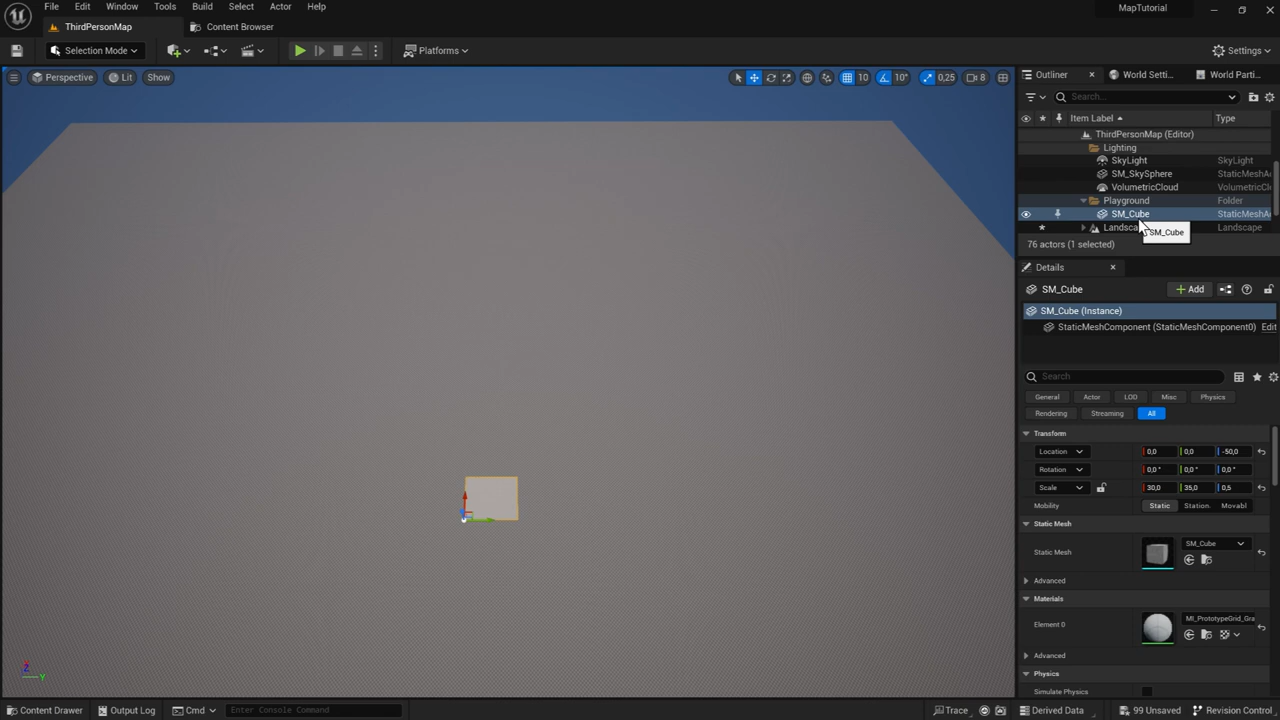 File Edit Window Tools Build Select Actor Help
MapTutorial
ThirdPersonMap
Content Browser
Selection Mode
Platforms
Settings
Perspective
Lit
Show
10
10°
0,25
8
Outliner
World Setti...
World Parti...
Search...
Item Label
Type
ThirdPersonMap (Editor)
Lighting
SkyLight SkyLight
SM_SkySphere StaticMeshA
VolumetricCloud VolumetricCl
Playground Folder
SM_Cube StaticMeshA
Landsca Landscape
SM_Cube
76 actors (1 selected)
Details
SM_Cube
+ Add
SM_Cube (Instance)
StaticMeshComponent (StaticMeshComponent0) Edit
Search
General Actor LOD Misc Physics
Rendering Streaming All
Transform
Location 0,0 0,0 -50,0
Rotation 0,0 ° 0,0 ° 0,0 °
Scale 30,0 35,0 0,5
Mobility Static Station Movabl
Static Mesh
Static Mesh SM_Cube
Advanced
Materials
Element 0 MI_PrototypeGrid_Gra
Advanced
Physics
Simulate Physics
Z
Y
Content Drawer
Output Log
Cmd
Enter Console Command
Trace
Derived Data
99 Unsaved
Revision Control